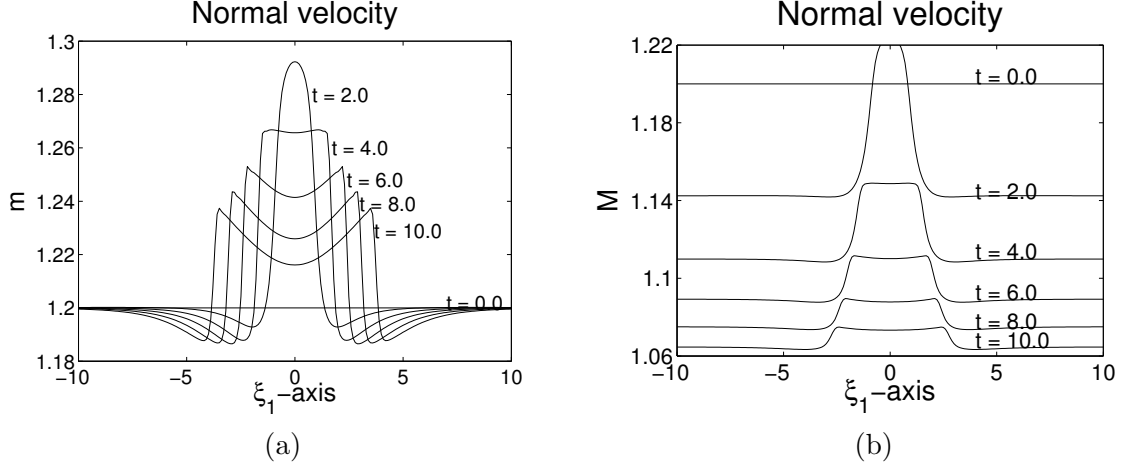 Normal velocity
1.3
1.28
1.26
1.24
1.22
1.2
1.18
m
t = 2.0
t = 4.0
t = 6.0
t = 8.0
t = 10.0
t = 0.0
−10 −5 0 5 10
ξ1−axis
(a)
Normal velocity
1.22
1.18
1.14
1.1
1.06
M
t = 0.0
t = 2.0
t = 4.0
t = 6.0
t = 8.0
t = 10.0
−10 −5 0 5 10
ξ1−axis
(b)